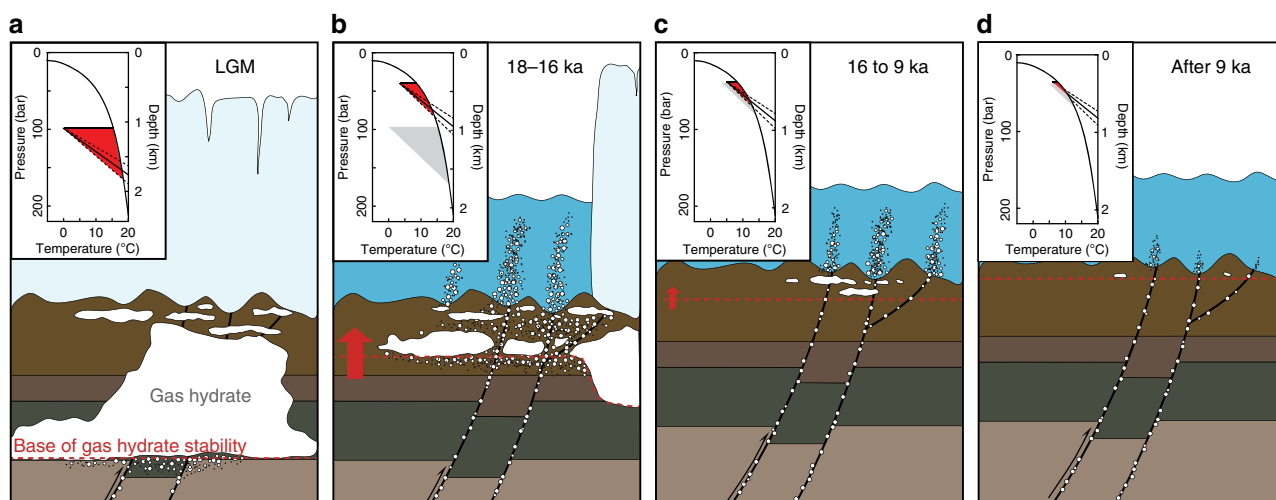 a
LGM
0
0
Pressure (bar)
100
200
1
2
Depth (km)
0
10
20
Temperature (°C)
Gas hydrate
Base of gas hydrate stability
b
18–16 ka
0
0
Pressure (bar)
100
200
1
2
Depth (km)
0
10
20
Temperature (°C)
c
16 to 9 ka
0
0
Pressure (bar)
100
200
1
2
Depth (km)
0
10
20
Temperature (°C)
d
After 9 ka
0
0
Pressure (bar)
100
200
1
2
Depth (km)
0
10
20
Temperature (°C)